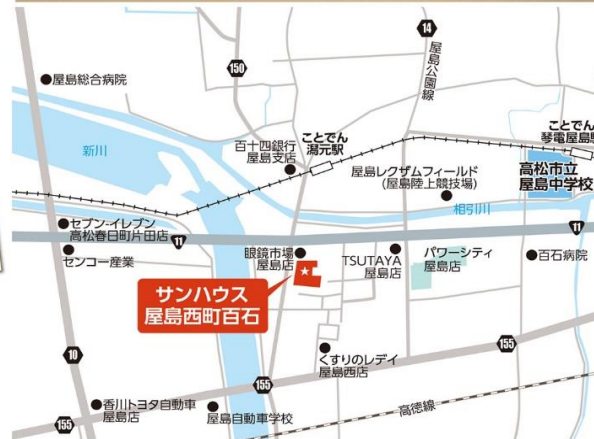 14
屋島公園線
150
屋島総合病院
ことでん
潟元駅
百十四銀行
屋島支店
ことでん
琴電屋島
新川
屋島レクザムフィールド
(屋島陸上競技場)
高松市立
屋島中学校
相引川
セブン-イレブン
高松春日町片田店
11
11
センコー産業
眼鏡市場
屋島店
TSUTAYA
屋島店
パワーシティ
屋島店
百石病院
サンハウス
屋島西町百石
10
くすりのレデイ
屋島西店
155
155
香川トヨタ自動車
屋島店
屋島自動車学校
高徳線
155